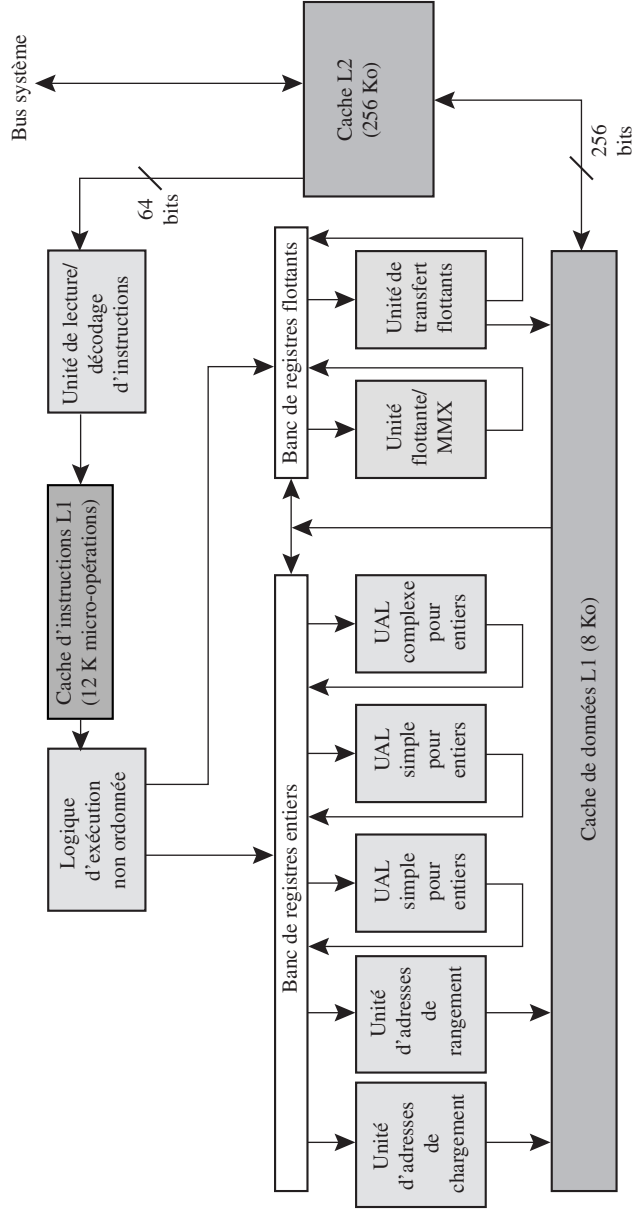 Bus système
Cache L2
(256 Ko)
64
bits
256
bits
Unité de lecture/
décodage
d'instructions
Cache d'instructions L1
(12 K micro-opérations)
Logique
d'exécution
non ordonnée
Banc de registres entiers
Banc de registres flottants
Unité
d'adresses
de
chargement
Unité
d'adresses
de
rangement
UAL
simple
pour
entiers
UAL
simple
pour
entiers
UAL
complexe
pour
entiers
Unité
flottante/
MMX
Unité de
transfert
flottants
Cache de données L1 (8 Ko)